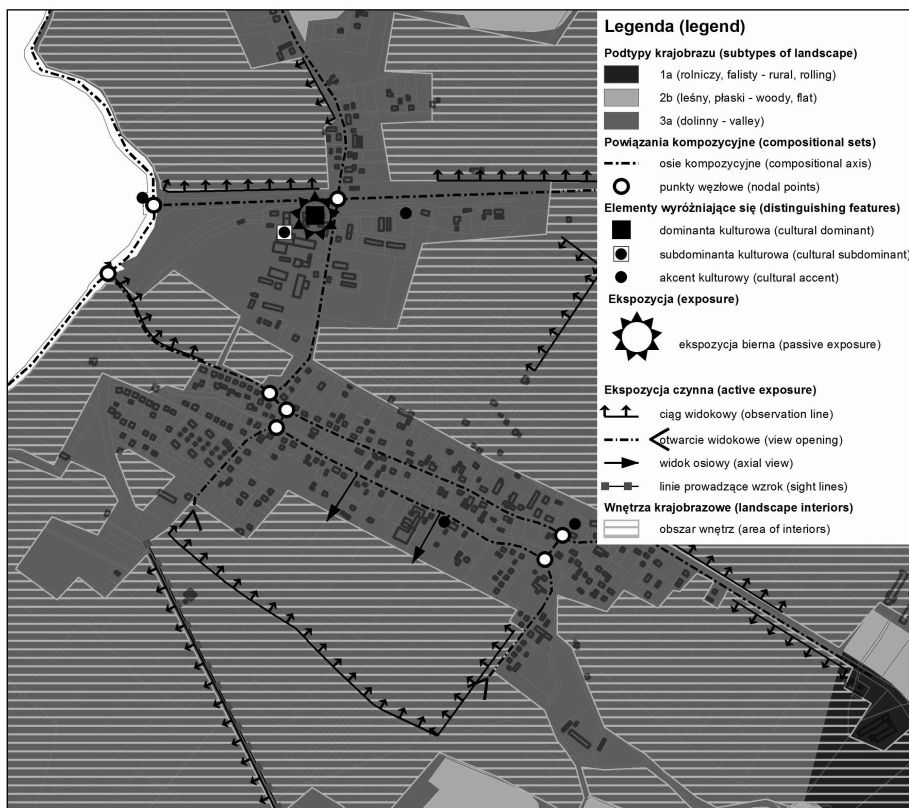 Legenda (legend)
Podtypy krajobrazu (subtypes of landscape)
1a (rolniczy, falisty - rural, rolling)
2b (leśny, płaski - woody, flat)
3a (dolinny - valley)
Powiązania kompozycyjne (compositional sets)
osie kompozycyjne (compositional axis)
punkty węzłowe (nodal points)
Elementy wyróżniające się (distinguishing features)
dominanta kulturowa (cultural dominant)
subdominanta kulturowa (cultural subdominant)
akcent kulturowy (cultural accent)
Ekspozycja (exposure)
ekspozycja bierna (passive exposure)
Ekspozycja czynna (active exposure)
ciąg widokowy (observation line)
otwarcie widokowe (view opening)
widok osiowy (axial view)
linie prowadzące wzrok (sight lines)
Wnętrza krajobrazowe (landscape interiors)
obszar wnętrz (area of interiors)